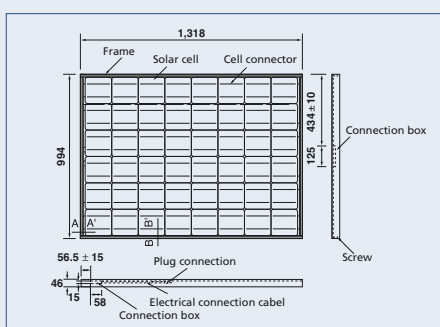 1,318
Frame
Solar cell
Cell connector
434±10
994
125
Connection box
A A'
B B'
56.5 ± 15
Plug connection
Screw
46
15
58
Electrical connection cabel
Connection box